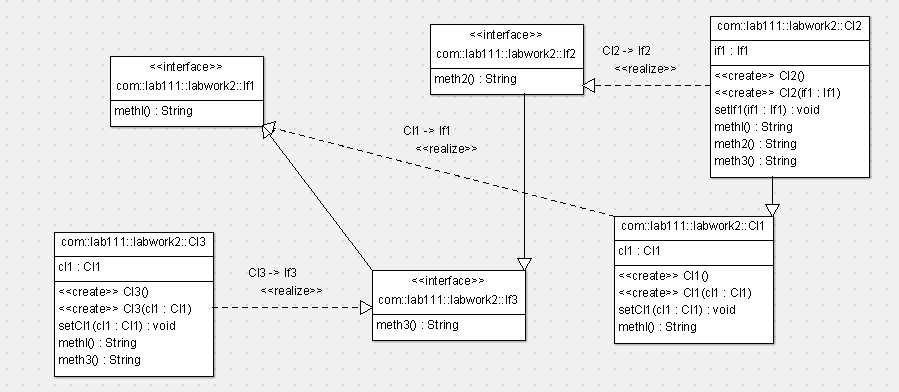 <<interface>>
com::lab111::labwork2::If1
methl() : String
<<interface>>
com::lab111::labwork2::If2
meth2() : String
Cl2 -> If2
<<realize>>
com::lab111::labwork2::Cl2
if1 : If1
<<create>> Cl2()
<<create>> Cl2(if1 : If1)
setIf1(if1 : If1) : void
methl() : String
meth2() : String
meth3() : String
Cl1 -> If1
<<realize>>
com::lab111::labwork2::Cl3
cl1 : Cl1
<<create>> Cl3()
<<create>> Cl3(cl1 : Cl1)
setCl1(cl1 : Cl1) : void
methl() : String
meth3() : String
Cl3 -> If3
<<realize>>
<<interface>>
com::lab111::labwork2::If3
meth3() : String
com::lab111::labwork2::Cl1
cl1 : Cl1
<<create>> Cl1()
<<create>> Cl1(cl1 : Cl1)
setCl1(cl1 : Cl1) : void
methl() : String